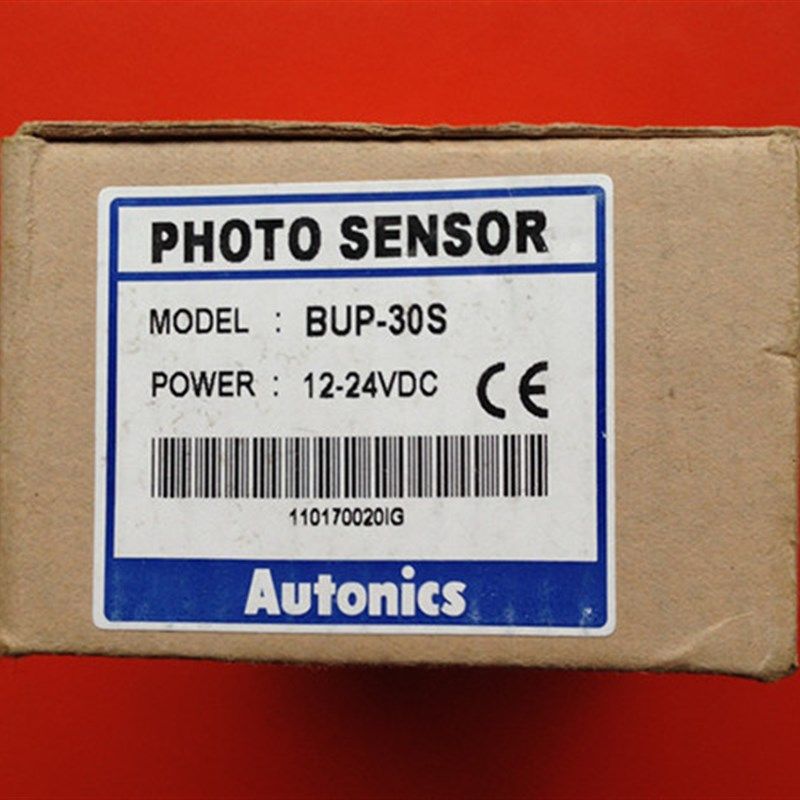 PHOTO SENSOR
MODEL : BUP-30S
POWER : 12-24VDC CE
110170020IG
Autonics